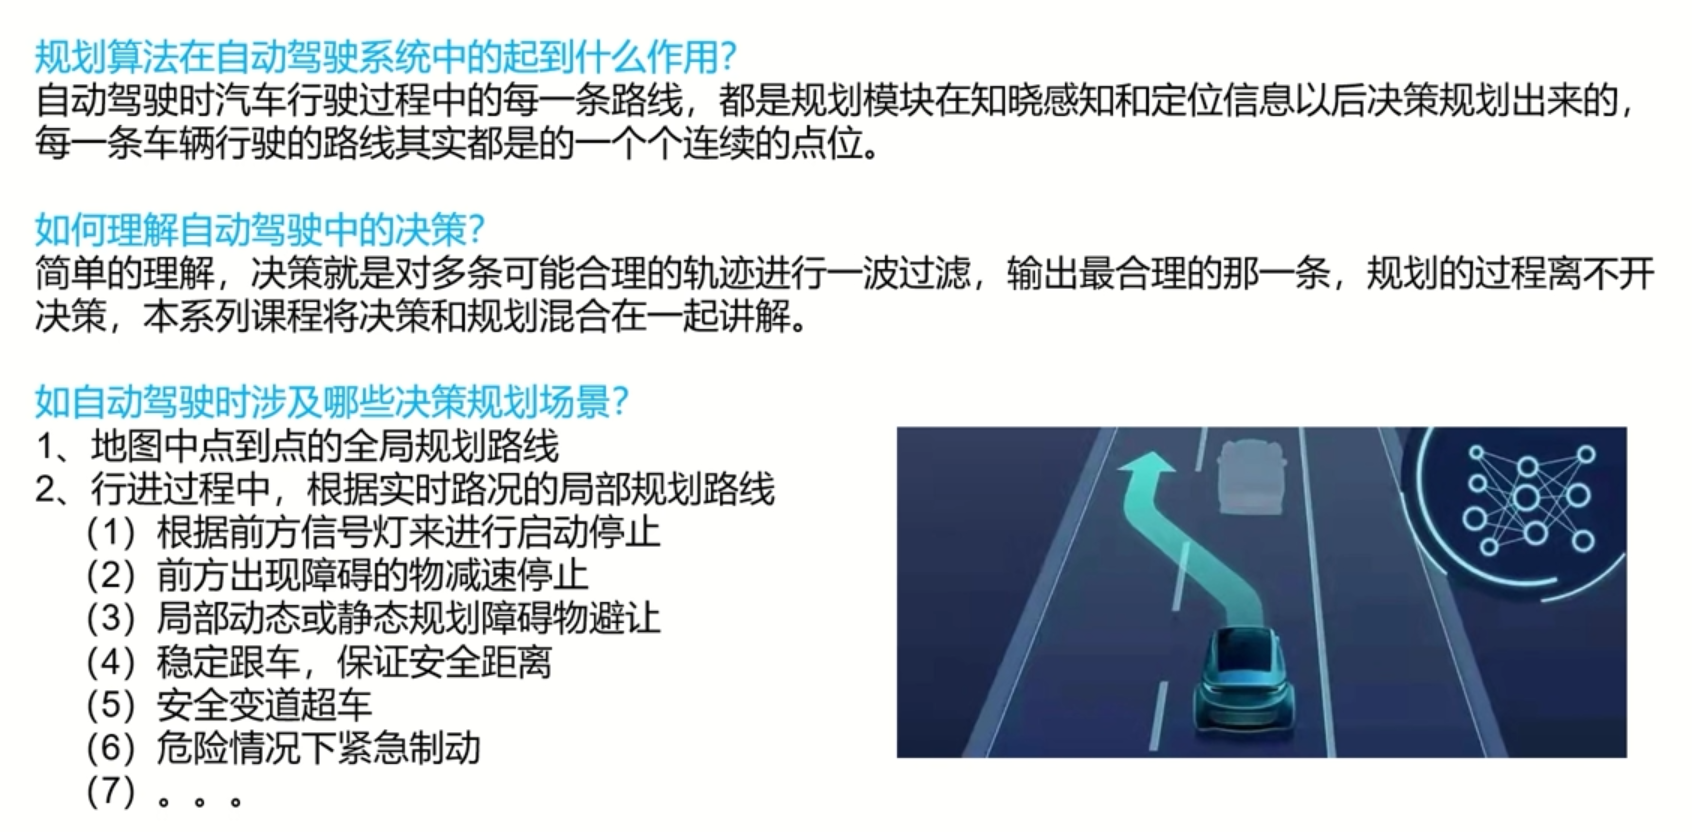 规划算法在自动驾驶系统中的起到什么作用？
自动驾驶时汽车行驶过程中的每一条路线，都是规划模块在知晓感知和定位信息以后决策规划出来的，
每一条车辆行驶的路线其实都是的一个个连续的点位。
如何理解自动驾驶中的决策？
简单的理解，决策就是对多条可能合理的轨迹进行一波过滤，输出最合理的那一条，规划的过程离不开
决策，本系列课程将决策和规划混合在一起讲解。
如自动驾驶时涉及哪些决策规划场景？
1、地图中点到点的全局规划路线
2、行进过程中，根据实时路况的局部规划路线
（1）根据前方信号灯来进行启动停止
（2）前方出现障碍的物减速停止
（3）局部动态或静态规划障碍物避让
（4）稳定跟车，保证安全距离
（5）安全变道超车
（6）危险情况下紧急制动
（7）。。。